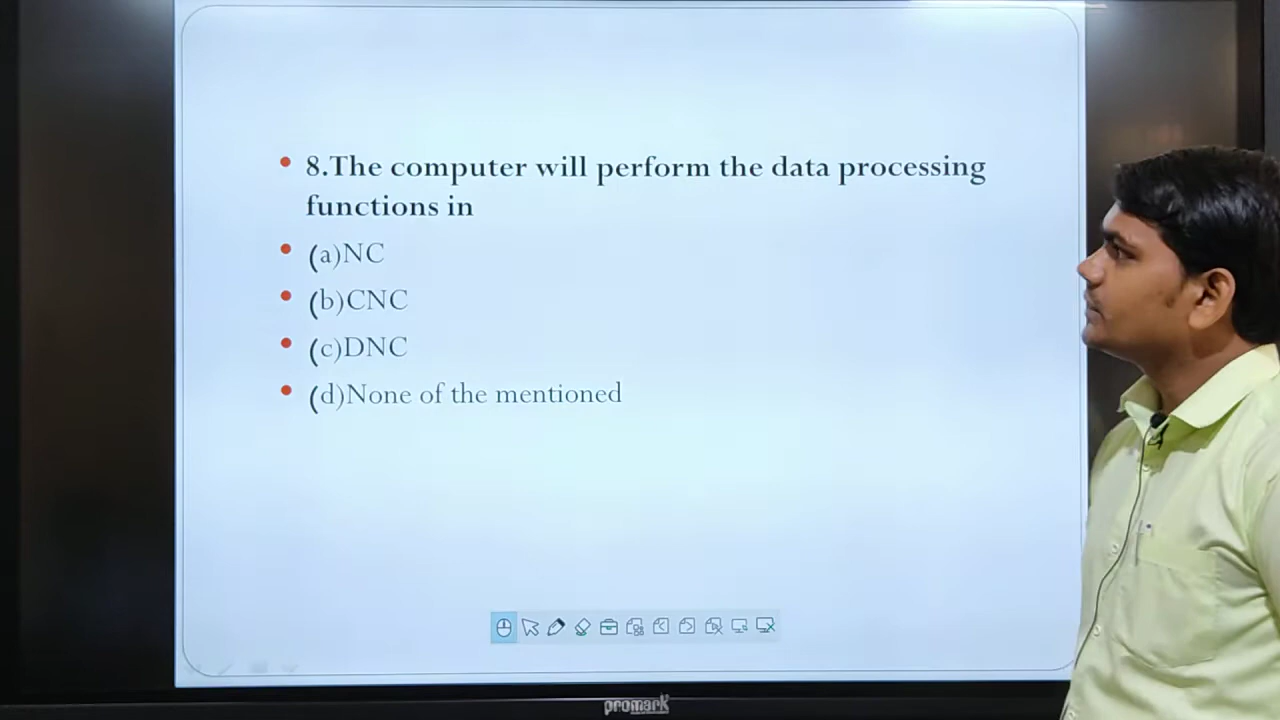 8.The computer will perform the data processing
functions in
(a)NC
(b)CNC
(c)DNC
(d)None of the mentioned
promark